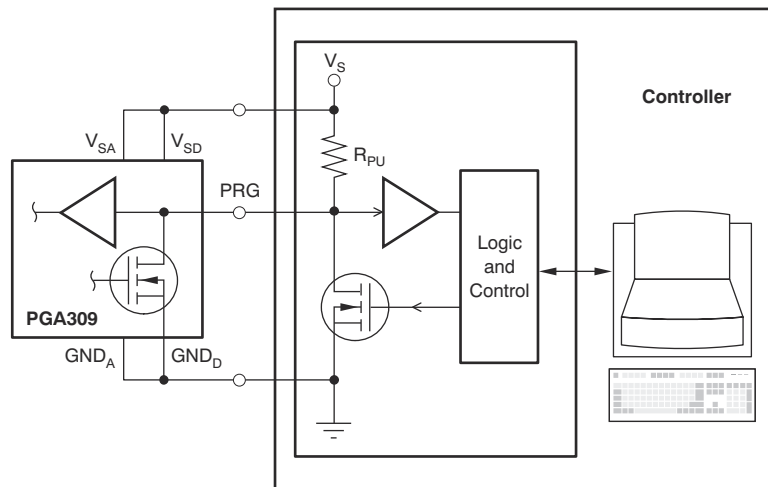 V_S
Controller
V_SA
V_SD
R_PU
PRG
Logic
and
Control
PGA309
GND_A
GND_D